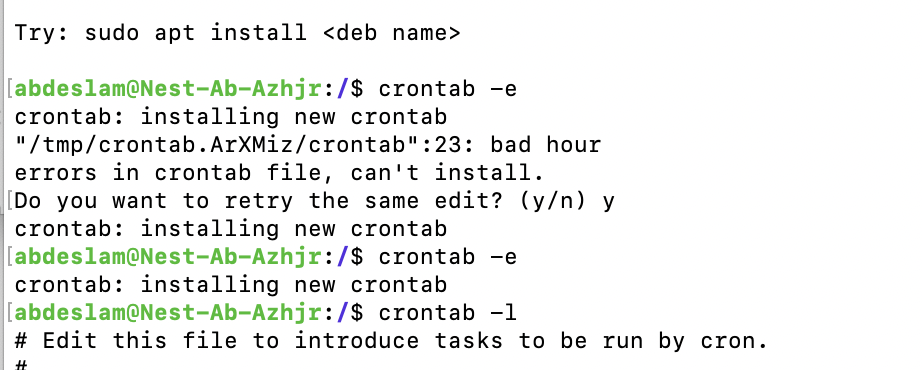 Try: sudo apt install <deb name>
[abdeslam@Nest-Ab-Azhjr:/$ crontab -e
crontab: installing new crontab
"/tmp/crontab.ArXMiz/crontab":23: bad hour
errors in crontab file, can't install.
[Do you want to retry the same edit? (y/n) y
crontab: installing new crontab
[abdeslam@Nest-Ab-Azhjr:/$ crontab -e
crontab: installing new crontab
[abdeslam@Nest-Ab-Azhjr:/$ crontab -l
# Edit this file to introduce tasks to be run by cron.
#